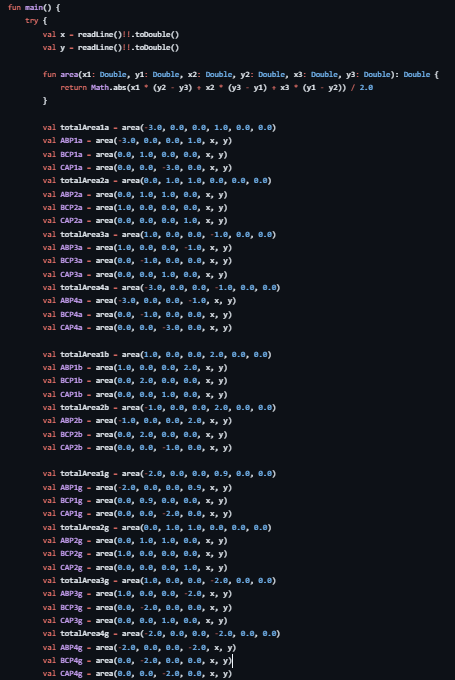 fun main() {
try {
val x = readLine()!!.toDouble()
val y = readLine()!!.toDouble()
fun area(x1: Double, y1: Double, x2: Double, y2: Double, x3: Double, y3: Double): Double {
return Math.abs(x1 * (y2 - y3) + x2 * (y3 - y1) + x3 * (y1 - y2)) / 2.0
}
val totalArea1a = area(-3.0, 0.0, 0.0, 1.0, 0.0, 0.0)
val ABP1a = area(-3.0, 0.0, 0.0, 1.0, x, y)
val BCP1a = area(0.0, 1.0, 0.0, 0.0, x, y)
val CAP1a = area(0.0, 0.0, -3.0, 0.0, x, y)
val totalArea2a = area(0.0, 1.0, 1.0, 0.0, 0.0, 0.0)
val ABP2a = area(0.0, 1.0, 1.0, 0.0, x, y)
val BCP2a = area(1.0, 0.0, 0.0, 0.0, x, y)
val CAP2a = area(0.0, 0.0, 0.0, 1.0, x, y)
val totalArea3a = area(1.0, 0.0, 0.0, -1.0, 0.0, 0.0)
val ABP3a = area(1.0, 0.0, 0.0, -1.0, x, y)
val BCP3a = area(0.0, -1.0, 0.0, 0.0, x, y)
val CAP3a = area(0.0, 0.0, 1.0, 0.0, x, y)
val totalArea4a = area(-3.0, 0.0, 0.0, -1.0, 0.0, 0.0)
val ABP4a = area(-3.0, 0.0, 0.0, -1.0, x, y)
val BCP4a = area(0.0, -1.0, 0.0, 0.0, x, y)
val CAP4a = area(0.0, 0.0, -3.0, 0.0, x, y)
val totalArea1b = area(1.0, 0.0, 0.0, 2.0, 0.0, 0.0)
val ABP1b = area(1.0, 0.0, 0.0, 2.0, x, y)
val BCP1b = area(0.0, 2.0, 0.0, 0.0, x, y)
val CAP1b = area(0.0, 0.0, 1.0, 0.0, x, y)
val totalArea2b = area(-1.0, 0.0, 0.0, 2.0, 0.0, 0.0)
val ABP2b = area(-1.0, 0.0, 0.0, 2.0, x, y)
val BCP2b = area(0.0, 2.0, 0.0, 0.0, x, y)
val CAP2b = area(0.0, 0.0, -1.0, 0.0, x, y)
val totalArea1g = area(-2.0, 0.0, 0.0, 0.9, 0.0, 0.0)
val ABP1g = area(-2.0, 0.0, 0.0, 0.9, x, y)
val BCP1g = area(0.0, 0.9, 0.0, 0.0, x, y)
val CAP1g = area(0.0, 0.0, -2.0, 0.0, x, y)
val totalArea2g = area(0.0, 1.0, 1.0, 0.0, 0.0, 0.0)
val ABP2g = area(0.0, 1.0, 1.0, 0.0, x, y)
val BCP2g = area(1.0, 0.0, 0.0, 0.0, x, y)
val CAP2g = area(0.0, 0.0, 0.0, 1.0, x, y)
val totalArea3g = area(1.0, 0.0, 0.0, -2.0, 0.0, 0.0)
val ABP3g = area(1.0, 0.0, 0.0, -2.0, x, y)
val BCP3g = area(0.0, -2.0, 0.0, 0.0, x, y)
val CAP3g = area(0.0, 0.0, 1.0, 0.0, x, y)
val totalArea4g = area(-2.0, 0.0, 0.0, -2.0, 0.0, 0.0)
val ABP4g = area(-2.0, 0.0, 0.0, -2.0, x, y)
val BCP4g = area(0.0, -2.0, 0.0, 0.0, x, y)
val CAP4g = area(0.0, 0.0, -2.0, 0.0, x, y)